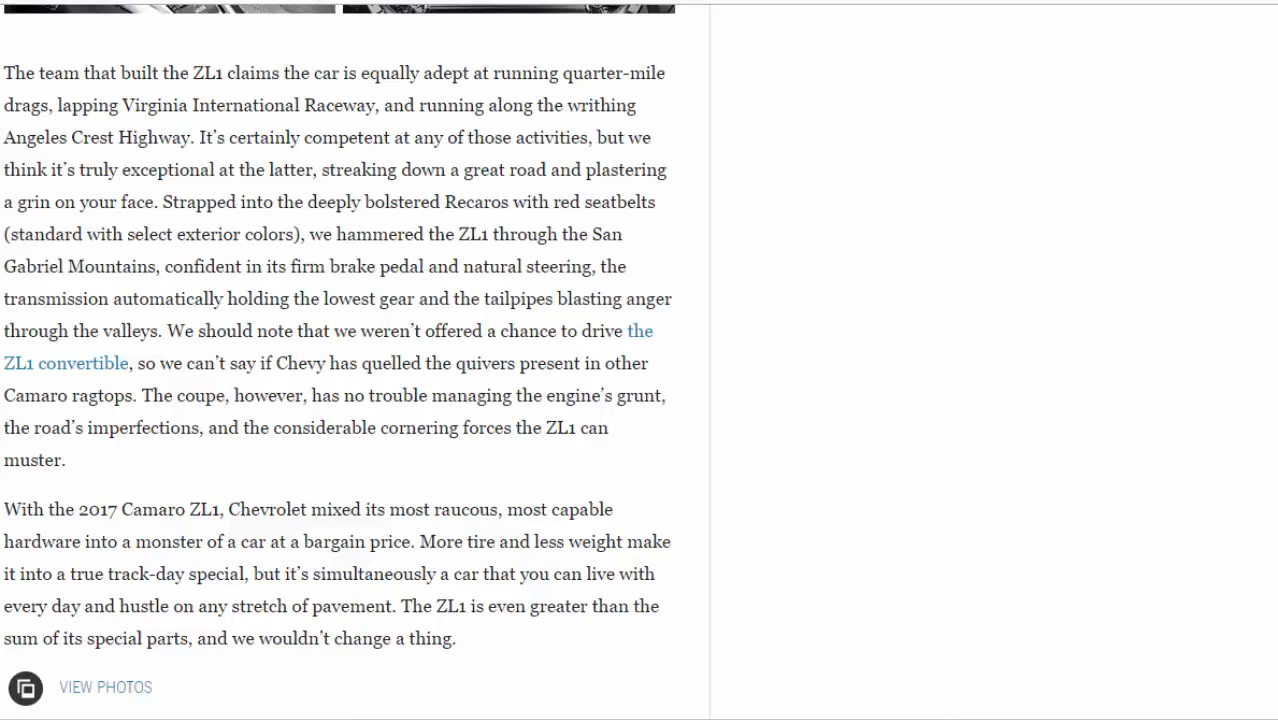 The team that built the ZL1 claims the car is equally adept at running quarter-mile
drags, lapping Virginia International Raceway, and running along the writhing
Angeles Crest Highway. It’s certainly competent at any of those activities, but we
think it’s truly exceptional at the latter, streaking down a great road and plastering
a grin on your face. Strapped into the deeply bolstered Recaros with red seatbelts
(standard with select exterior colors), we hammered the ZL1 through the San
Gabriel Mountains, confident in its firm brake pedal and natural steering, the
transmission automatically holding the lowest gear and the tailpipes blasting anger
through the valleys. We should note that we weren’t offered a chance to drive the
ZL1 convertible, so we can’t say if Chevy has quelled the quivers present in other
Camaro ragtops. The coupe, however, has no trouble managing the engine’s grunt,
the road’s imperfections, and the considerable cornering forces the ZL1 can
muster.
With the 2017 Camaro ZL1, Chevrolet mixed its most raucous, most capable
hardware into a monster of a car at a bargain price. More tire and less weight make
it into a true track-day special, but it’s simultaneously a car that you can live with
every day and hustle on any stretch of pavement. The ZL1 is even greater than the
sum of its special parts, and we wouldn’t change a thing.
VIEW PHOTOS